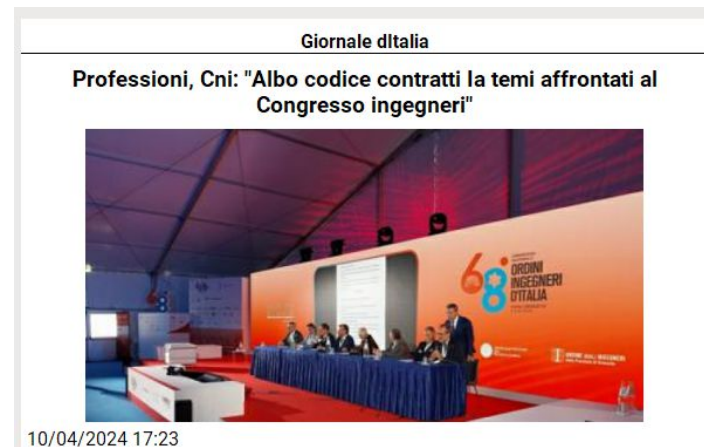 Giornale dItalia
Professioni, Cni: "Albo codice contratti Ia temi affrontati al
Congresso ingegneri"
68°
ORDINI
INGEGNERI
D'ITALIA
10/04/2024 17:23